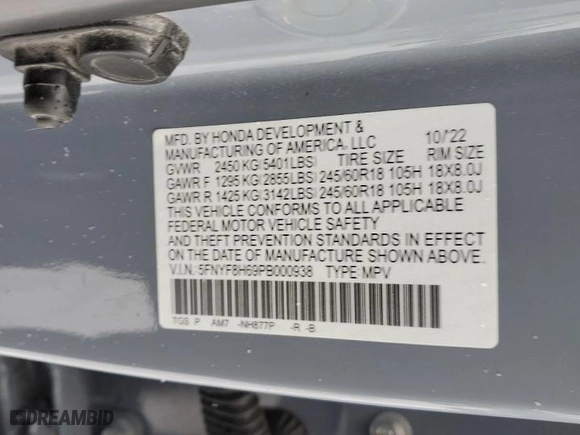 MFD. BY HONDA DEVELOPMENT &
MANUFACTURING OF AMERICA, LLC 10/'22
GVWR 2450 KG(5401LBS) TIRE SIZE RIM SIZE
GAWR F 1295 KG(2855LBS) 245/60R18 105H 18X8.0J
GAWR R 1425 KG(3142LBS) 245/60R18 105H 18X8.0J
THIS VEHICLE CONFORMS TO ALL APPLICABLE
FEDERAL MOTOR VEHICLE SAFETY
AND THEFT PREVENTION STANDARDS IN EFFECT
ON THE DATE OF MANUFACTURE SHOWN ABOVE.
V.I.N.: 5FNYF8H69PB000938 TYPE MPV
TGS P AM7 -NH877P -R -B
DREAMBID